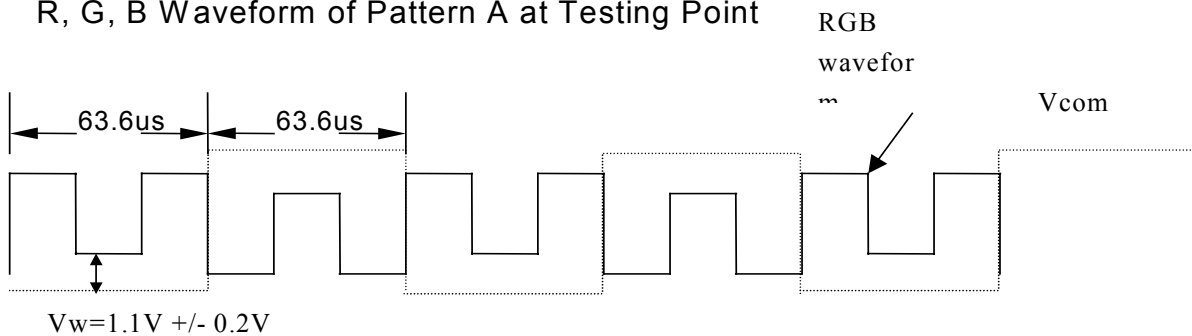 R, G, B Waveform of Pattern A at Testing Point
RGB
wavefor
m
Vcom
63.6us
63.6us
Vw=1.1V +/- 0.2V